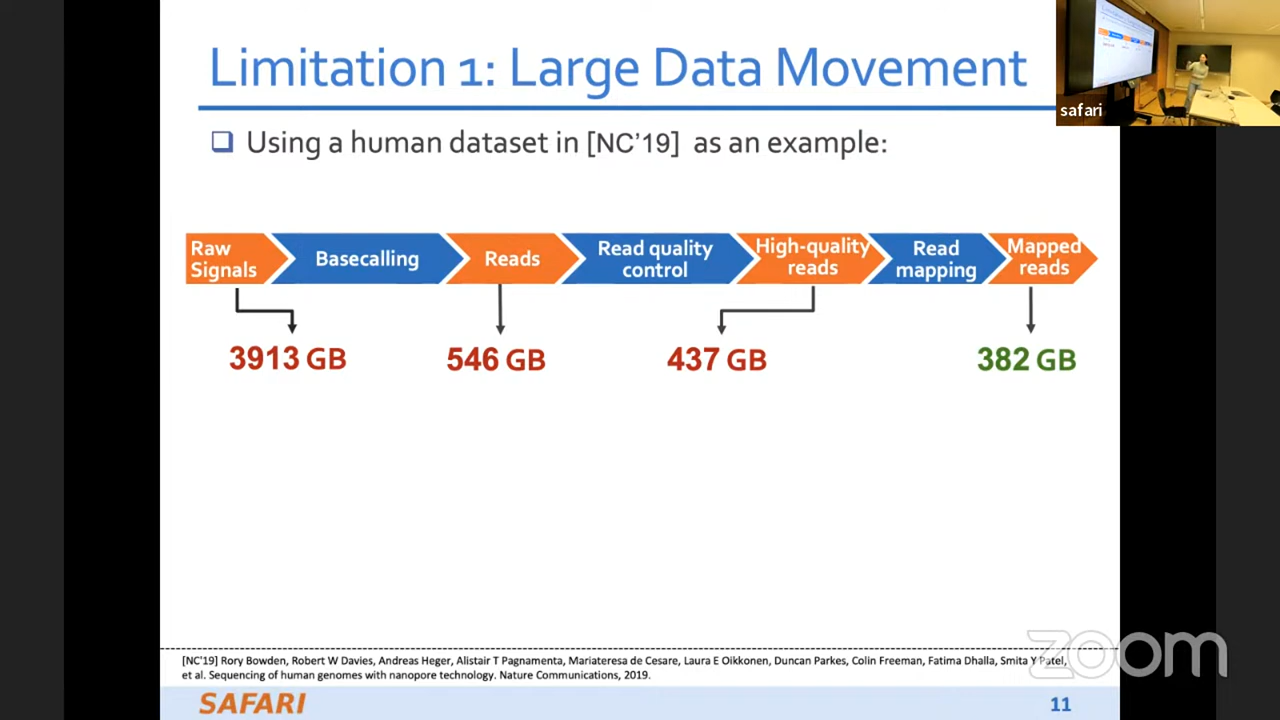 Limitation 1: Large Data Movement
safari
Using a human dataset in [NC’19] as an example:
Raw
Signals
Basecalling
Reads
Read quality
control
High-quality
reads
Read
mapping
Mapped
reads
3913 GB
546 GB
437 GB
382 GB
[NC'19] Rory Bowden, Robert W Davies, Andreas Heger, Alistair T Pagnamenta, Mariateresa de Cesare, Laura E Oikkonen, Duncan Parkes, Colin Freeman, Fatima Dhalla, Smita Y Patel,
et al. Sequencing of human genomes with nanopore technology. Nature Communications, 2019.
zoom
SAFARI
11